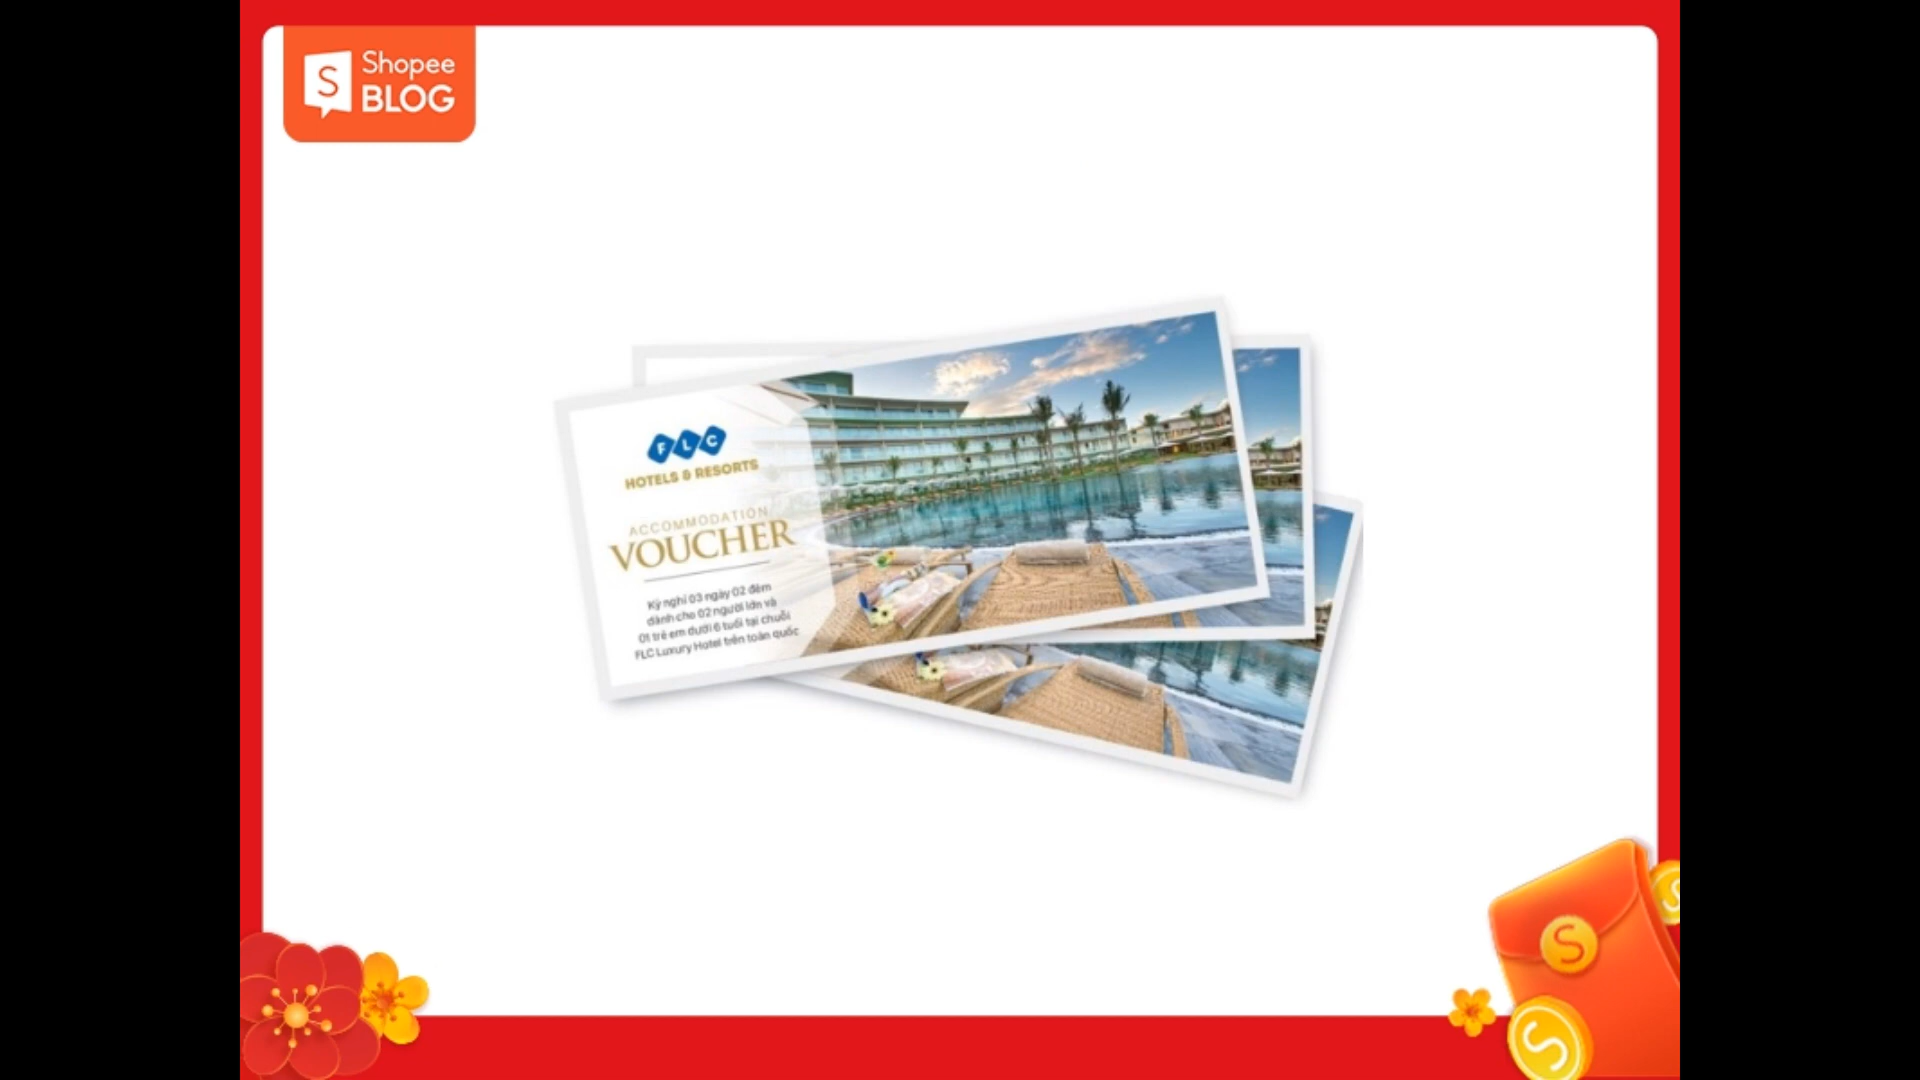 S
Shopee
BLOG
FLC
HOTELS & RESORTS
ACCOMMODATION
VOUCHER
Kỳ nghỉ 03 ngày 02 đêm
dành cho 02 người lớn và
01 trẻ em dưới 6 tuổi tại chuỗi
FLC Luxury Hotel trên toàn quốc
S
S
S